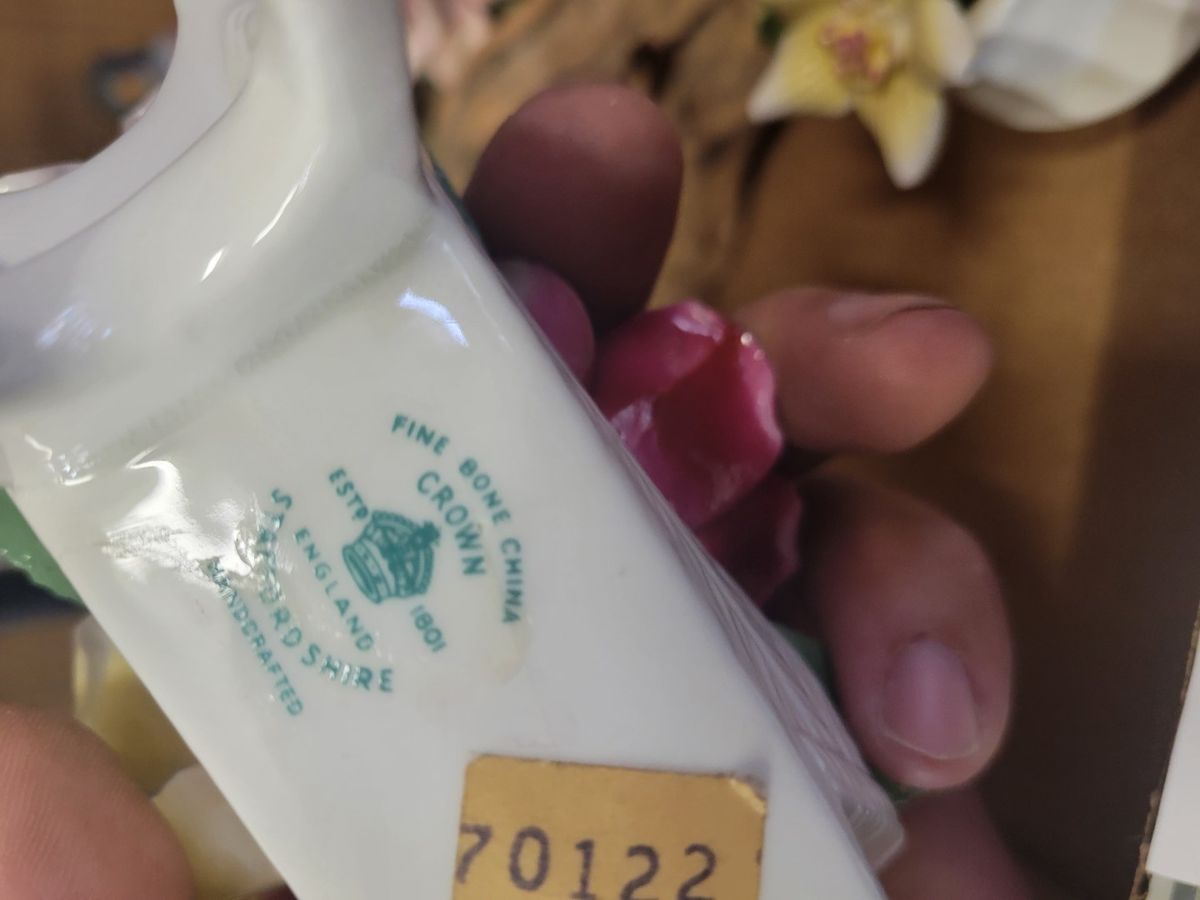 FINE BONE CHINA
CROWN
ESTD 1801
ENGLAND
STAFFORDSHIRE
HANDCRAFTED
70122